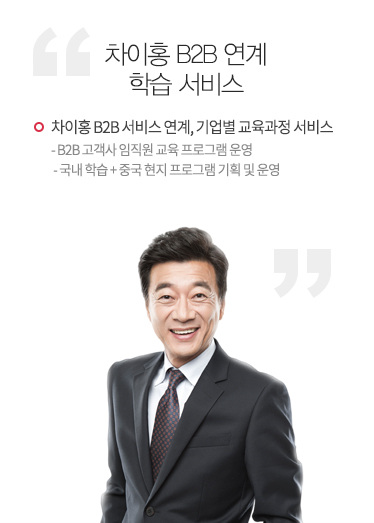 차이홍 B2B 연계
학습 서비스
차이홍 B2B 서비스 연계, 기업별 교육과정 서비스
- B2B 고객사 임직원 교육 프로그램 운영
- 국내 학습 + 중국 현지 프로그램 기획 및 운영